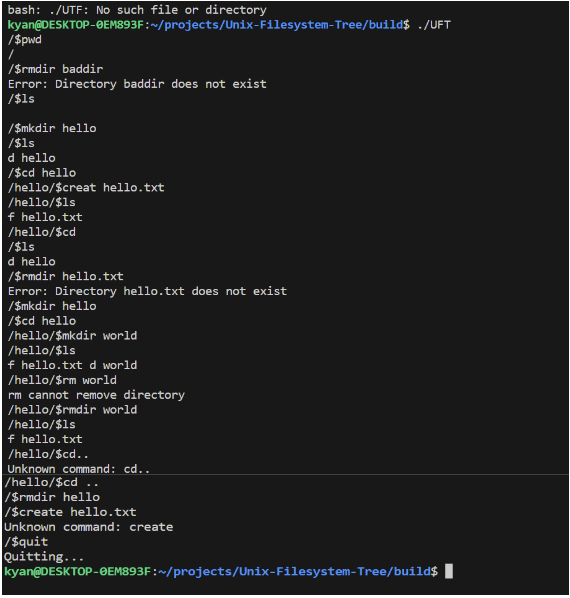 bash: ./UTF: No such file or directory
kyan@DESKTOP-0EM893F:~/projects/Unix-Filesystem-Tree/build$ ./UFT
/$pwd
/
/$rmdir baddir
Error: Directory baddir does not exist
/$ls
/$mkdir hello
/$ls
d hello
/$cd hello
/hello/$creat hello.txt
/hello/$ls
f hello.txt
/hello/$cd
/$ls
d hello
/$rmdir hello.txt
Error: Directory hello.txt does not exist
/$mkdir hello
/$cd hello
/hello/$mkdir world
/hello/$ls
f hello.txt d world
/hello/$rm world
rm cannot remove directory
/hello/$rmdir world
/hello/$ls
f hello.txt
/hello/$cd..
Unknown command: cd..
/hello/$cd ..
/$rmdir hello
/$create hello.txt
Unknown command: create
/$quit
Quitting...
kyan@DESKTOP-0EM893F:~/projects/Unix-Filesystem-Tree/build$